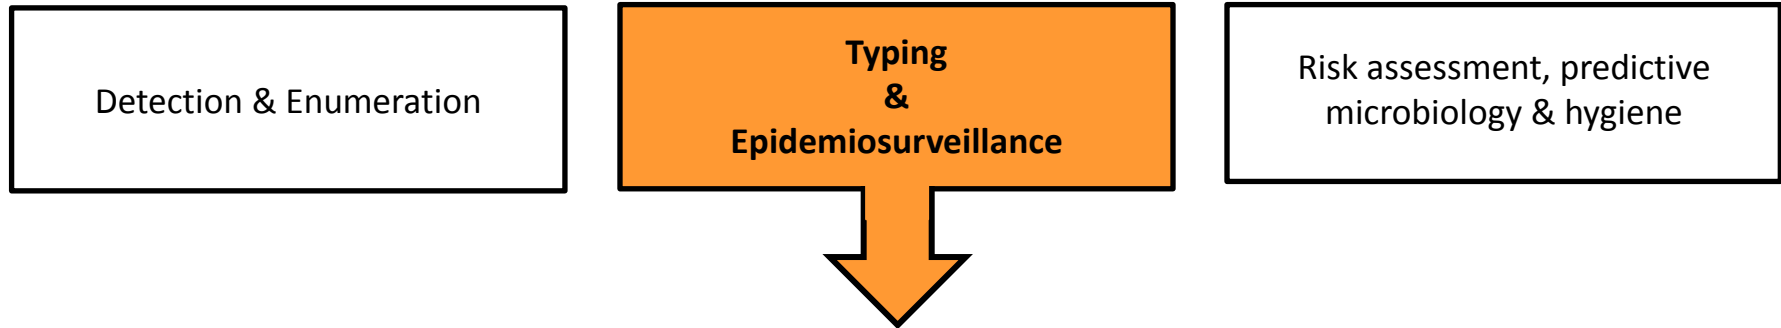 Detection & Enumeration
Typing
&
Epidemiosurveillance
Risk assessment, predictive
microbiology & hygiene